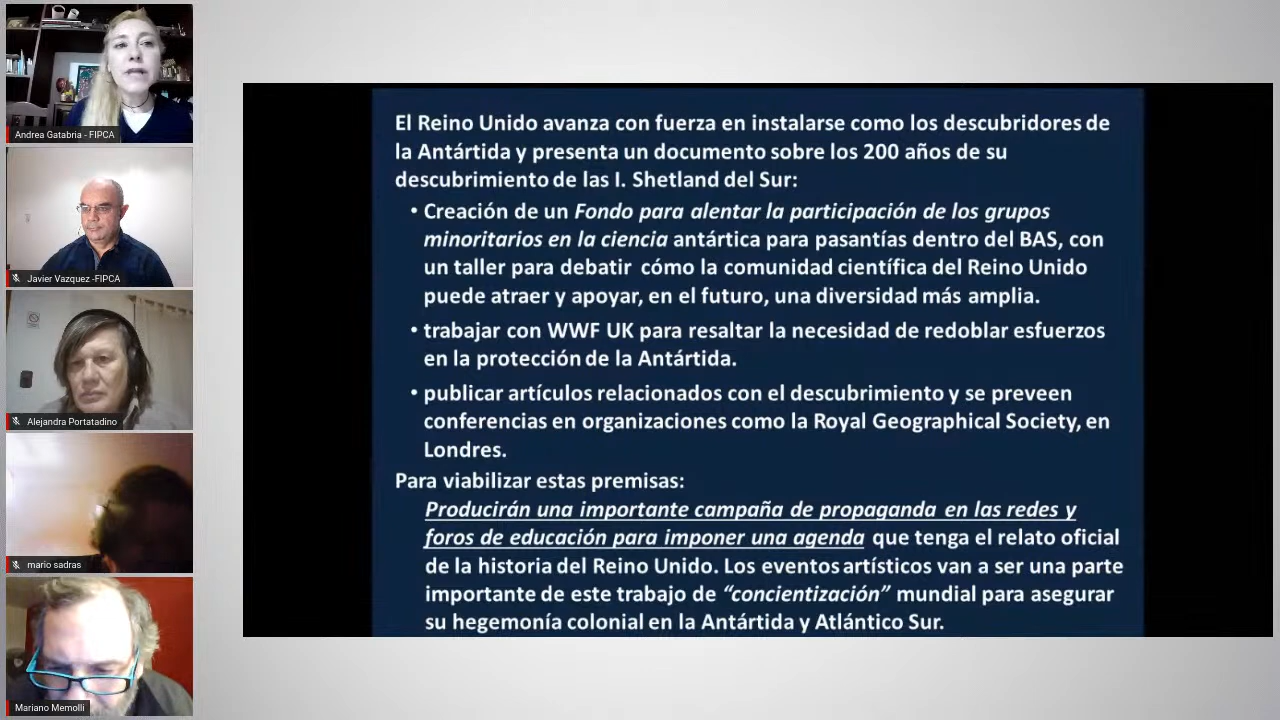 Andrea Gatabria - FIPCA
Javier Vazquez -FIPCA
Alejandra Portatadino
mario sadras
Mariano Memolli
El Reino Unido avanza con fuerza en instalarse como los descubridores de
la Antártida y presenta un documento sobre los 200 años de su
descubrimiento de las I. Shetland del Sur:
• Creación de un Fondo para alentar la participación de los grupos
minoritarios en la ciencia antártica para pasantías dentro del BAS, con
un taller para debatir cómo la comunidad científica del Reino Unido
puede atraer y apoyar, en el futuro, una diversidad más amplia.
• trabajar con WWF UK para resaltar la necesidad de redoblar esfuerzos
en la protección de la Antártida.
• publicar artículos relacionados con el descubrimiento y se preveen
conferencias en organizaciones como la Royal Geographical Society, en
Londres.
Para viabilizar estas premisas:
Producirán una importante campaña de propaganda en las redes y
foros de educación para imponer una agenda que tenga el relato oficial
de la historia del Reino Unido. Los eventos artísticos van a ser una parte
importante de este trabajo de “concientización” mundial para asegurar
su hegemonía colonial en la Antártida y Atlántico Sur.